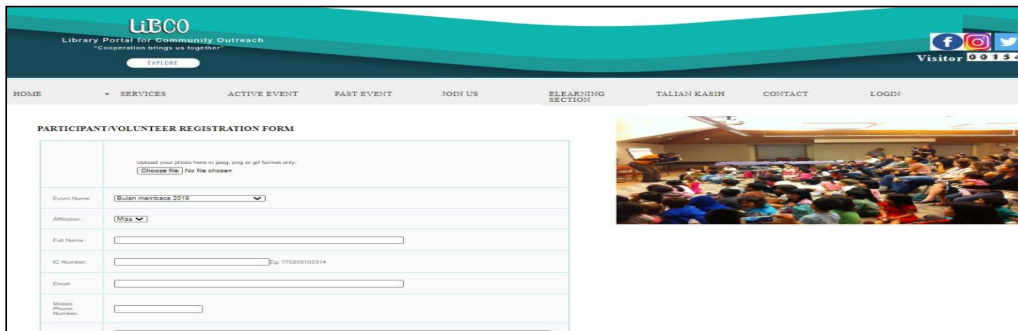 LiBCO
Library Portal for Community Outreach
"Cooperation brings us together"
EXPLORE
Visitor 00154
HOME
SERVICES
ACTIVE EVENT
PAST EVENT
JOIN US
ELEARNING SECTION
TALIAN KASIH
CONTACT
LOGIN
PARTICIPANT/VOLUNTEER REGISTRATION FORM
Upload your photo here in jpeg, png or gif format only:
Choose file No file chosen
Event Name
Bulan membaca 2019
Affiliation :
Miss
Full Name :
IC Number:
Eg: 770205102314
Email:
Mobile
Phone
Number: